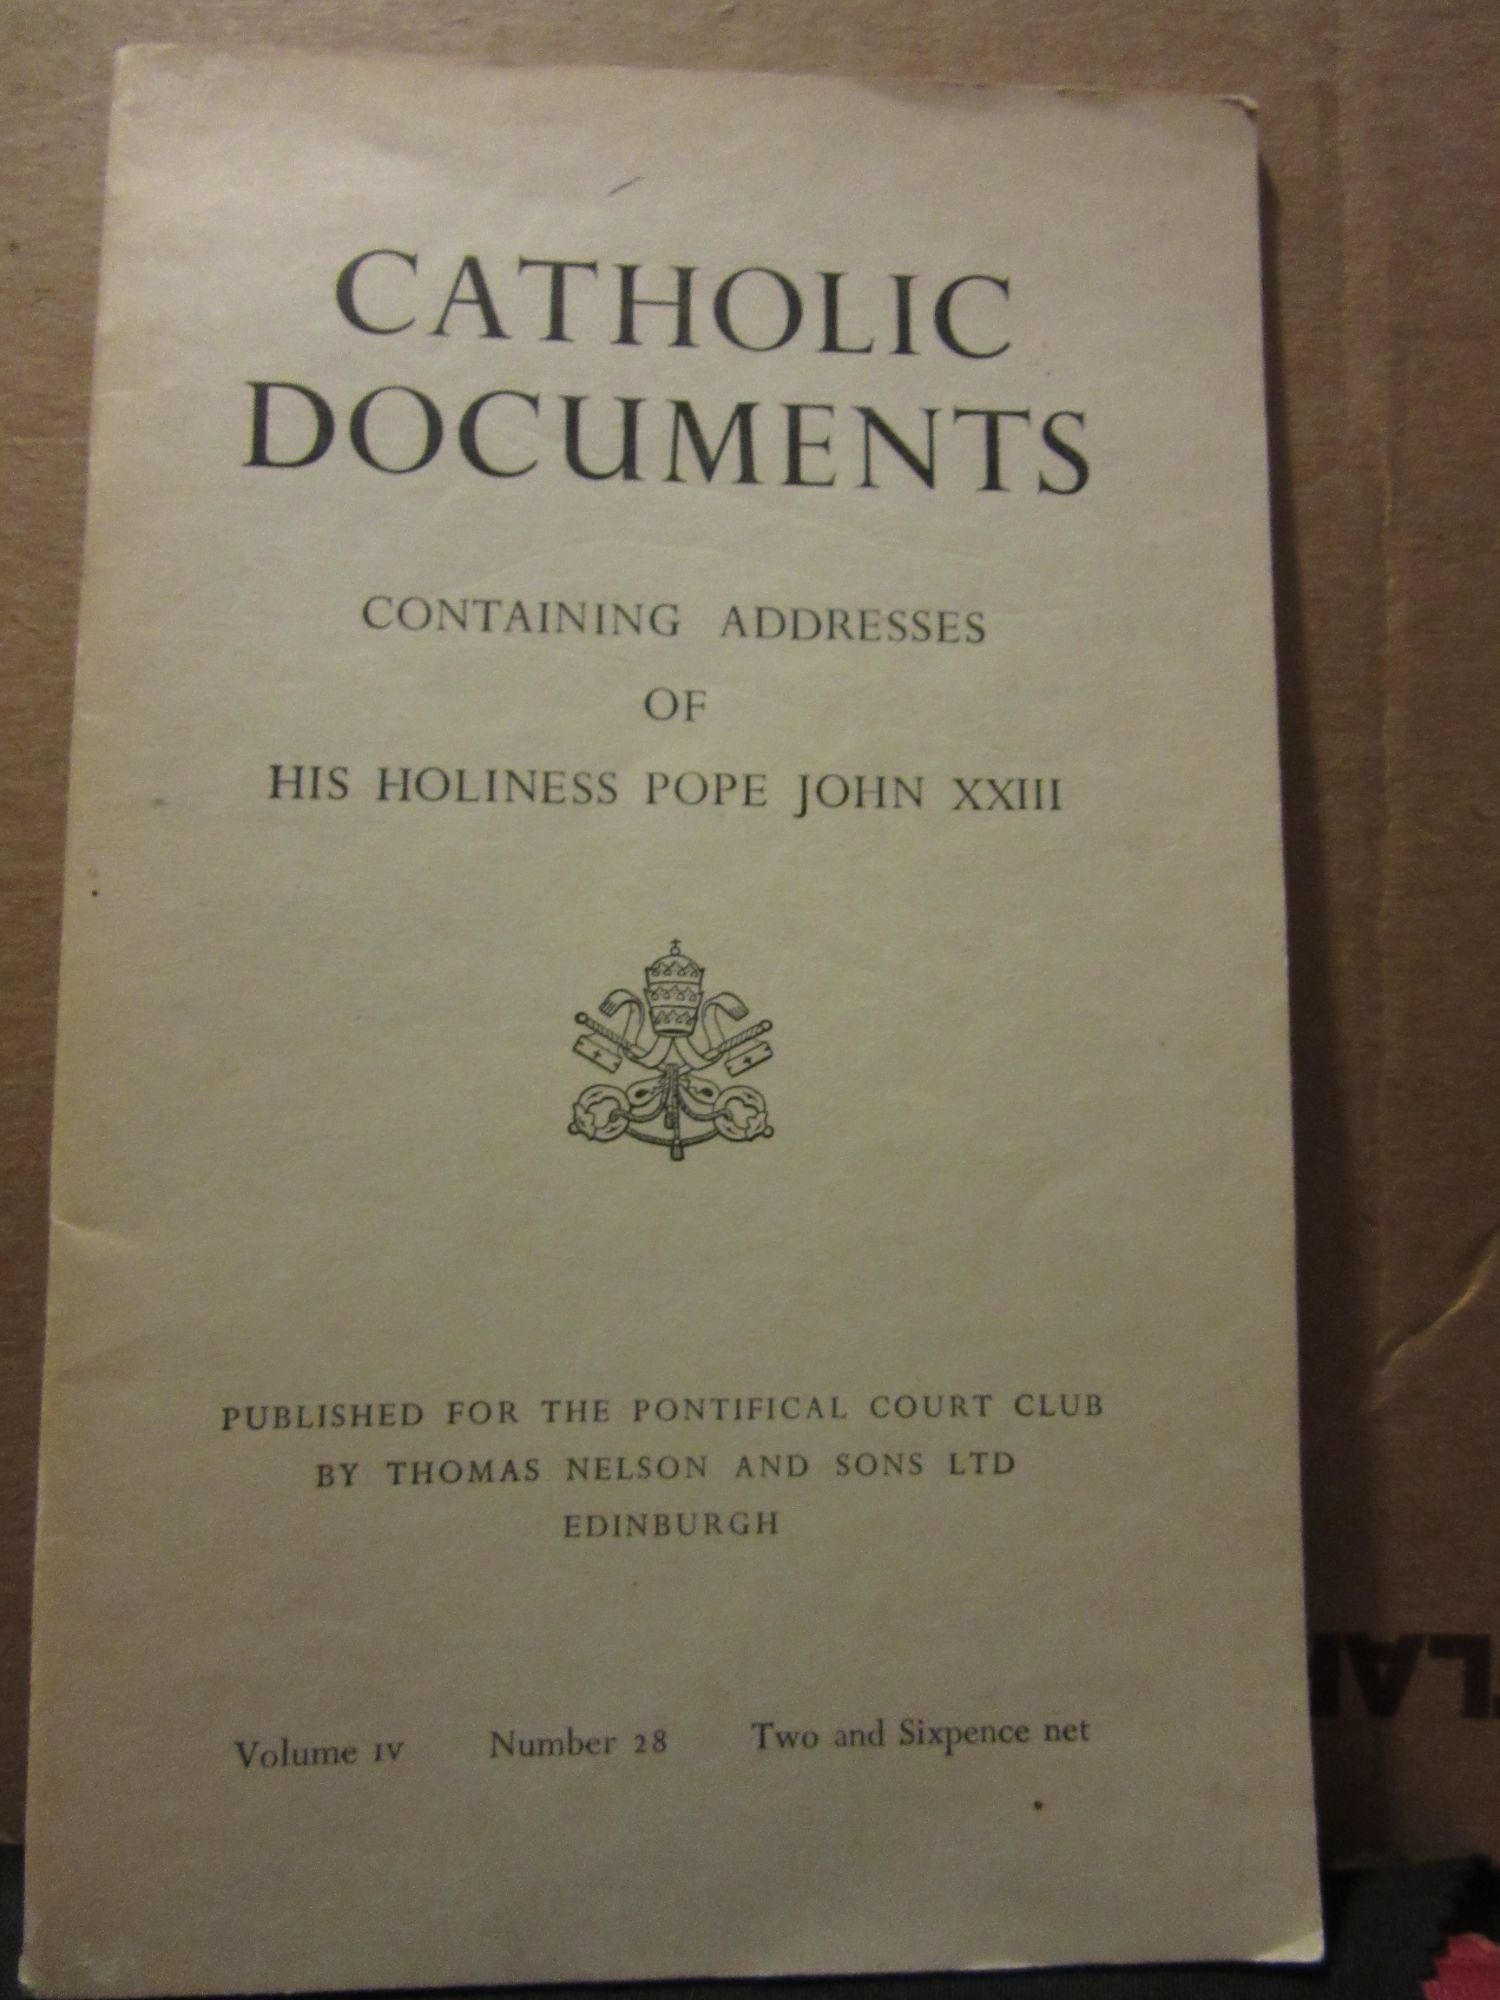 CATHOLIC
DOCUMENTS
CONTAINING ADDRESSES
OF
HIS HOLINESS POPE JOHN XXIII
PUBLISHED FOR THE PONTIFICAL COURT CLUB
BY THOMAS NELSON AND SONS LTD
EDINBURGH
Volume IV Number 28 Two and Sixpence net